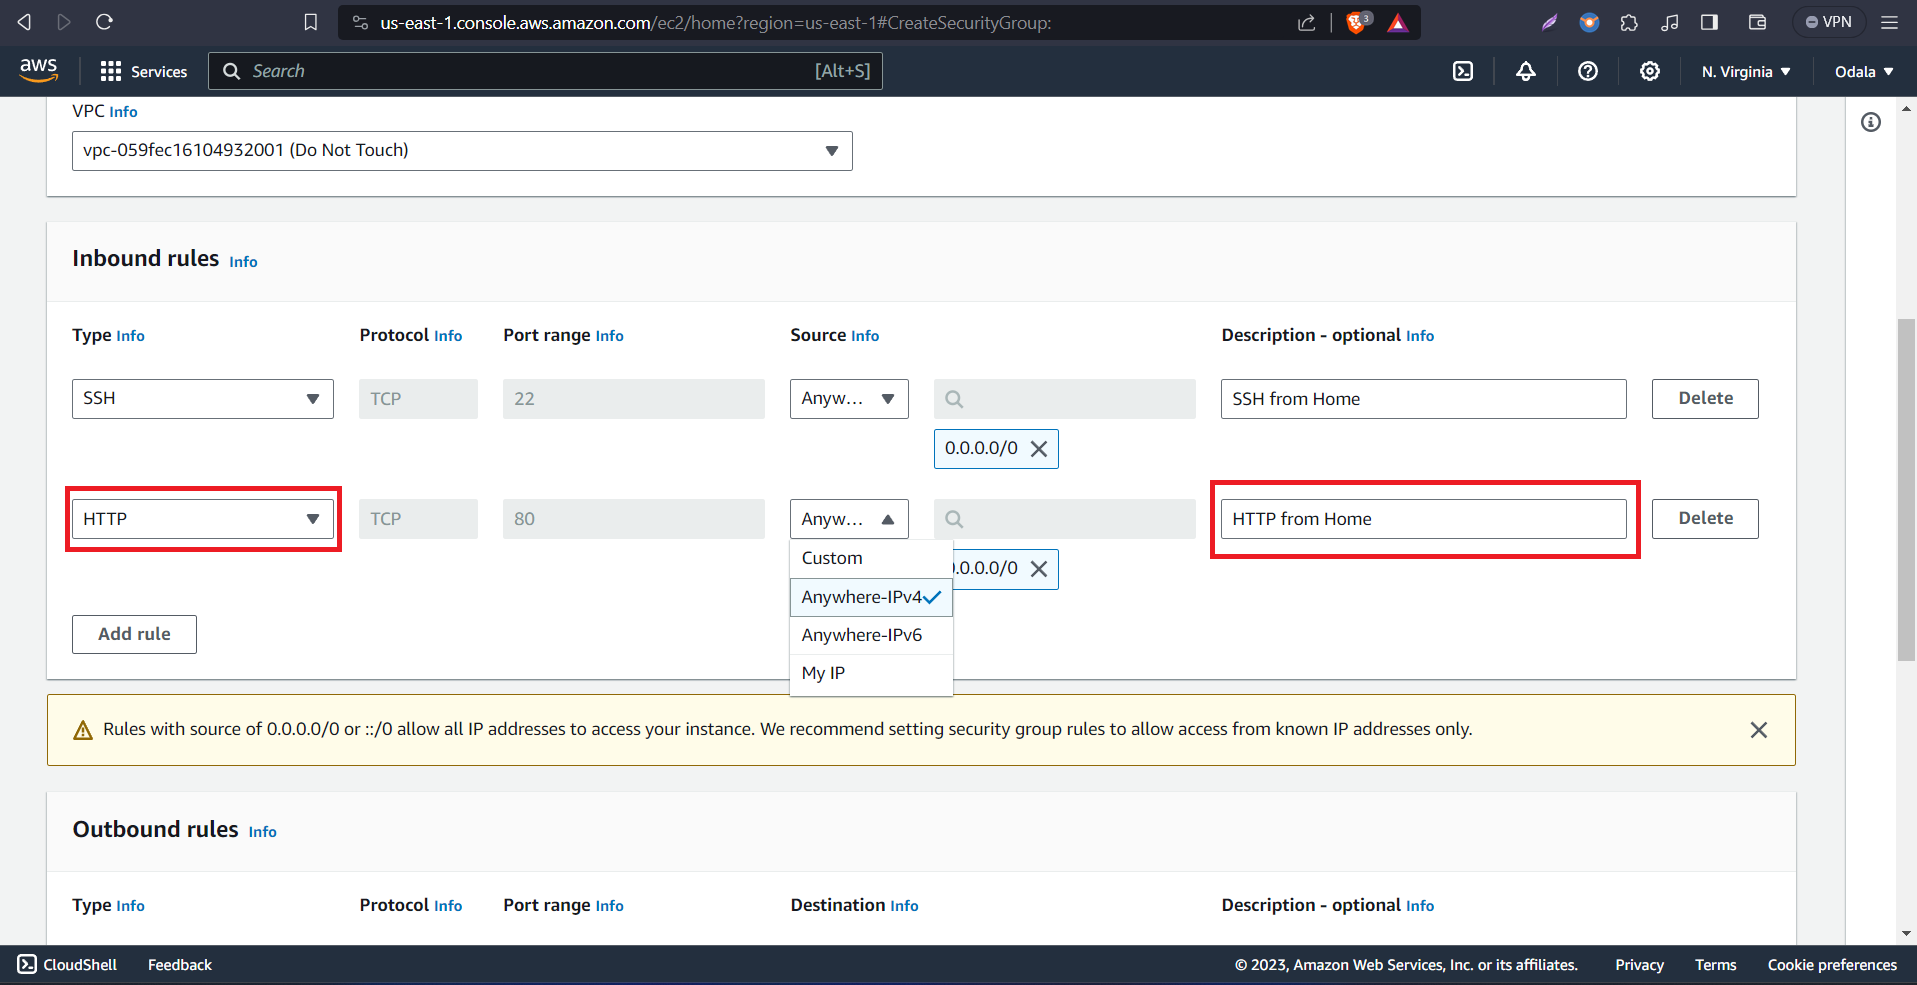 us-east-1.console.aws.amazon.com/ec2/home?region=us-east-1#CreateSecurityGroup:
3
VPN
aws
Services
Search
[Alt+S]
N. Virginia
Odala
VPC Info
vpc-059fec16104932001 (Do Not Touch)
Inbound rules Info
Type Info
Protocol Info
Port range Info
Source Info
Description - optional Info
SSH
TCP
22
Anyw...
SSH from Home
Delete
0.0.0.0/0
HTTP
TCP
80
Anyw...
HTTP from Home
Delete
Custom
.0.0.0/0
Anywhere-IPv4
Anywhere-IPv6
My IP
Add rule
Rules with source of 0.0.0.0/0 or ::/0 allow all IP addresses to access your instance. We recommend setting security group rules to allow access from known IP addresses only.
Outbound rules Info
Type Info
Protocol Info
Port range Info
Destination Info
Description - optional Info
CloudShell
Feedback
© 2023, Amazon Web Services, Inc. or its affiliates.
Privacy
Terms
Cookie preferences